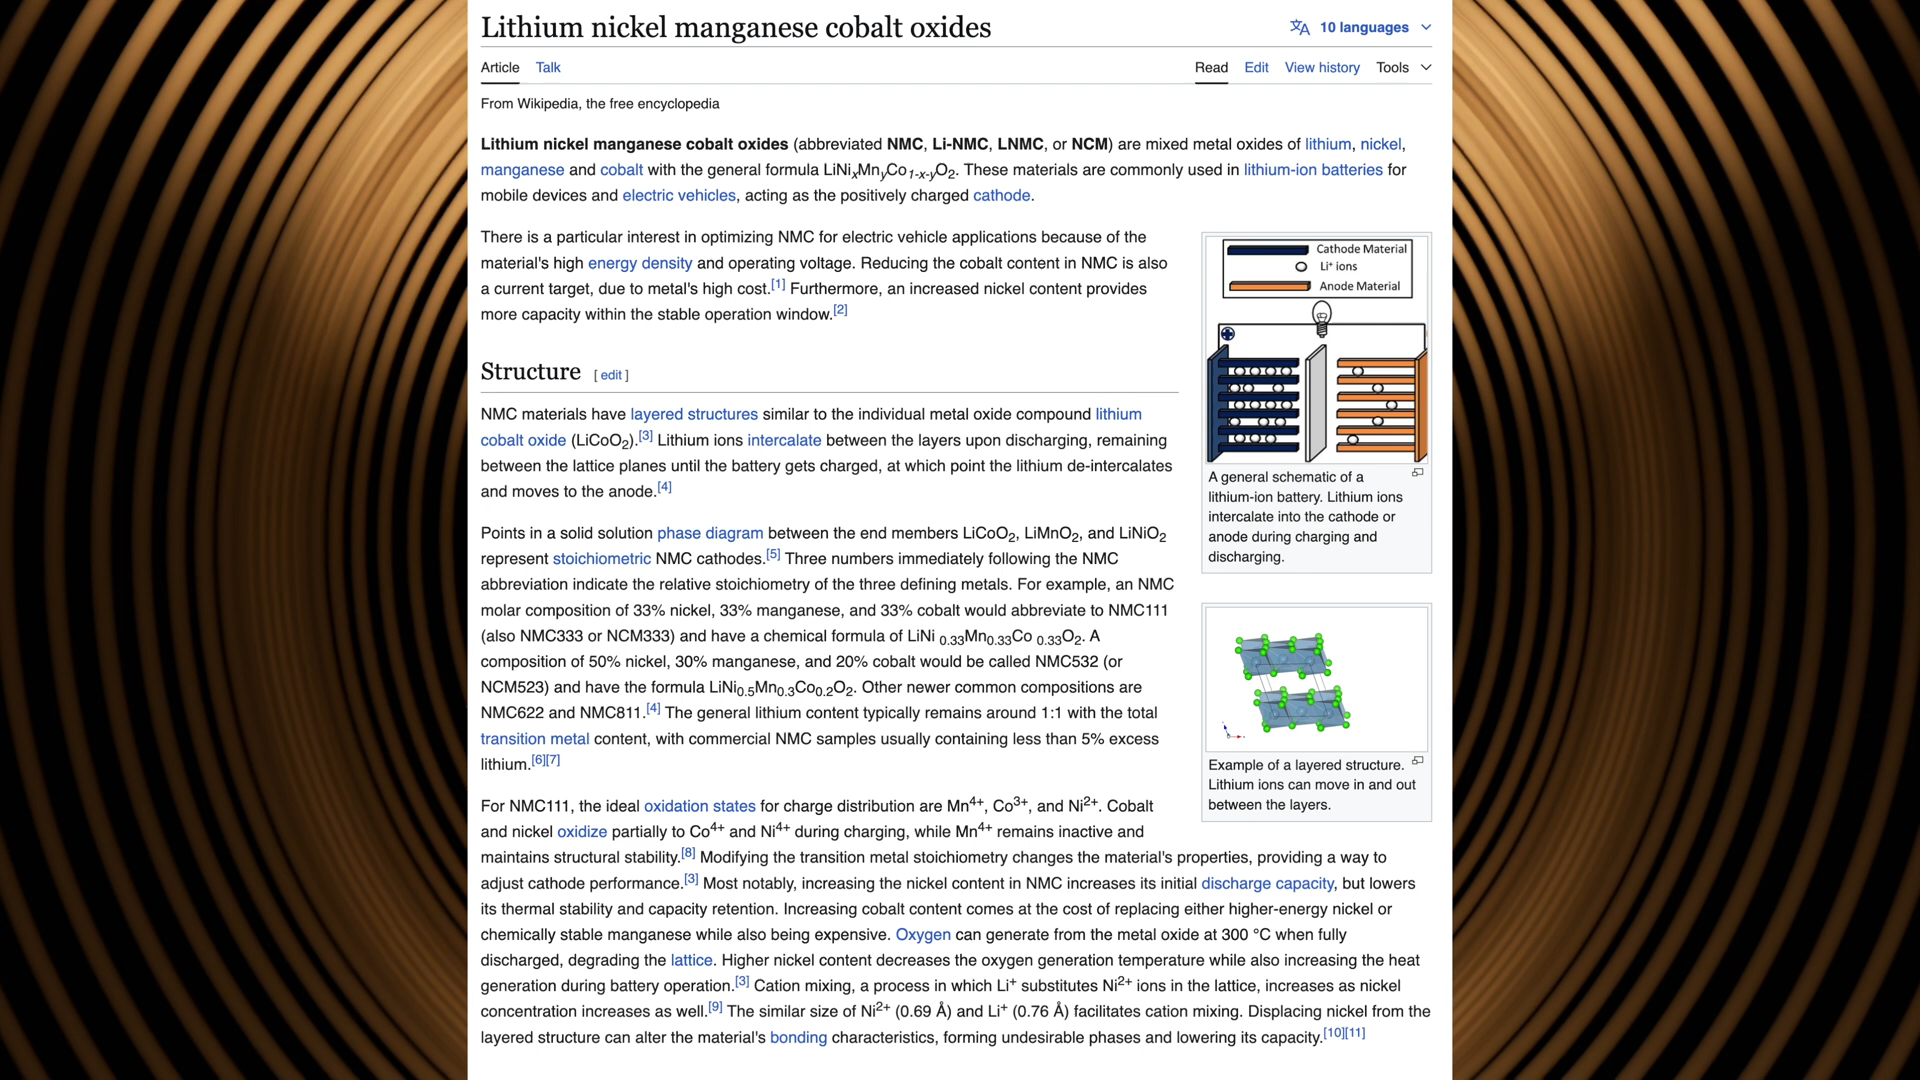 Lithium nickel manganese cobalt oxides
10 languages
Article Talk
Read Edit View history Tools
From Wikipedia, the free encyclopedia
Lithium nickel manganese cobalt oxides (abbreviated NMC, Li-NMC, LNMC, or NCM) are mixed metal oxides of lithium, nickel,
manganese and cobalt with the general formula LiNixMnyCo1-x-yO2. These materials are commonly used in lithium-ion batteries for
mobile devices and electric vehicles, acting as the positively charged cathode.
There is a particular interest in optimizing NMC for electric vehicle applications because of the
material's high energy density and operating voltage. Reducing the cobalt content in NMC is also
a current target, due to metal's high cost.[1] Furthermore, an increased nickel content provides
more capacity within the stable operation window.[2]
Cathode Material
Li+ ions
Anode Material
A general schematic of a
lithium-ion battery. Lithium ions
intercalate into the cathode or
anode during charging and
discharging.
Structure [ edit ]
NMC materials have layered structures similar to the individual metal oxide compound lithium
cobalt oxide (LiCoO2).[3] Lithium ions intercalate between the layers upon discharging, remaining
between the lattice planes until the battery gets charged, at which point the lithium de-intercalates
and moves to the anode.[4]
Points in a solid solution phase diagram between the end members LiCoO2, LiMnO2, and LiNiO2
represent stoichiometric NMC cathodes.[5] Three numbers immediately following the NMC
abbreviation indicate the relative stoichiometry of the three defining metals. For example, an NMC
molar composition of 33% nickel, 33% manganese, and 33% cobalt would abbreviate to NMC111
(also NMC333 or NCM333) and have a chemical formula of LiNi 0.33Mn0.33Co 0.33O2. A
composition of 50% nickel, 30% manganese, and 20% cobalt would be called NMC532 (or
NCM523) and have the formula LiNi0.5Mn0.3Co0.2O2. Other newer common compositions are
NMC622 and NMC811.[4] The general lithium content typically remains around 1:1 with the total
transition metal content, with commercial NMC samples usually containing less than 5% excess
lithium.[6][7]
Example of a layered structure.
Lithium ions can move in and out
between the layers.
For NMC111, the ideal oxidation states for charge distribution are Mn4+, Co3+, and Ni2+. Cobalt
and nickel oxidize partially to Co4+ and Ni4+ during charging, while Mn4+ remains inactive and
maintains structural stability.[8] Modifying the transition metal stoichiometry changes the material's properties, providing a way to
adjust cathode performance.[3] Most notably, increasing the nickel content in NMC increases its initial discharge capacity, but lowers
its thermal stability and capacity retention. Increasing cobalt content comes at the cost of replacing either higher-energy nickel or
chemically stable manganese while also being expensive. Oxygen can generate from the metal oxide at 300 °C when fully
discharged, degrading the lattice. Higher nickel content decreases the oxygen generation temperature while also increasing the heat
generation during battery operation.[3] Cation mixing, a process in which Li+ substitutes Ni2+ ions in the lattice, increases as nickel
concentration increases as well.[9] The similar size of Ni2+ (0.69 Å) and Li+ (0.76 Å) facilitates cation mixing. Displacing nickel from the
layered structure can alter the material's bonding characteristics, forming undesirable phases and lowering its capacity.[10][11]